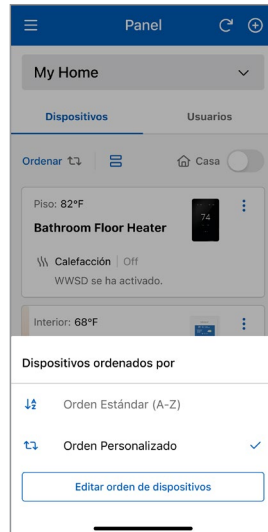 Panel
My Home
Dispositivos Usuarios
Ordenar Casa
Piso: 82°F
Bathroom Floor Heater
74
Calefacción | Off
WWSD se ha activado.
Interior: 68°F
Dispositivos ordenados por
Orden Estándar (A-Z)
Orden Personalizado
Editar orden de dispositivos